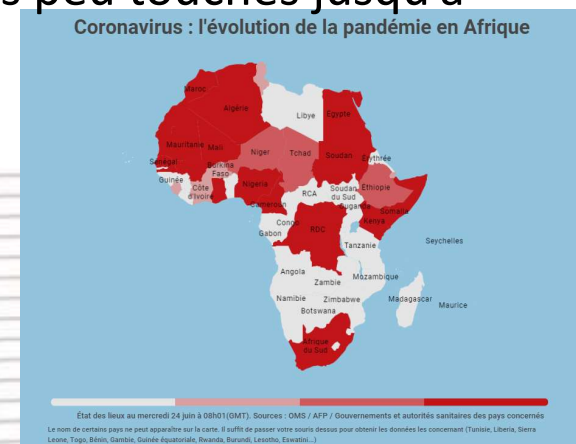 s peu touchés jusqu'à
Coronavirus : l'évolution de la pandémie en Afrique
Maroc
Algérie
Libye
Egypte
Mauritanie
Mali
Niger
Tchad
Soudan
Erythrée
Sénégal
Burkina
Faso
Guinée
Côte
d'Ivoire
Nigeria
RCA
Soudan
du Sud
Ethiopie
Cameroun
Ouganda
Somalie
Congo
Gabon
RDC
Kenya
Tanzanie
Seychelles
Angola
Zambie
Mozambique
Namibie
Zimbabwe
Madagascar
Maurice
Botswana
Afrique
du Sud
État des lieux au mercredi 24 juin à 08h01(GMT). Sources : OMS / AFP / Gouvernements et autorités sanitaires des pays concernés
Le nom de certains pays ne peut apparaître sur la carte. Il suffit de passer votre souris dessus pour obtenir les données les concernant (Tunisie, Liberia, Sierra
Leone, Togo, Bénin, Gambie, Guinée équatoriale, Rwanda, Burundi, Lesotho, Eswatini...)